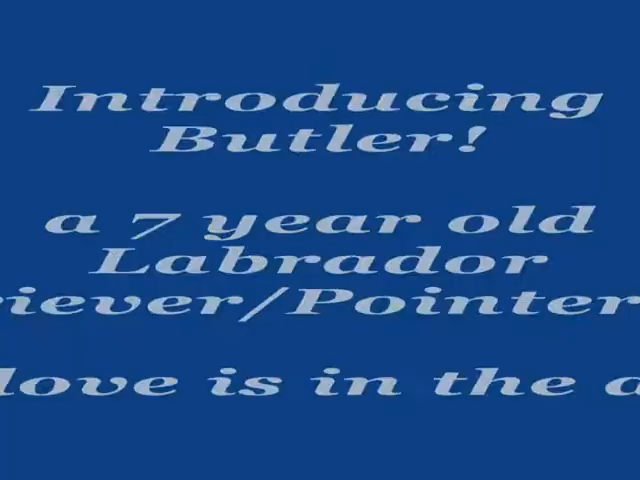 Introducing
Butler!
a 7 year old
Labrador
riever/Pointer
love is in the a